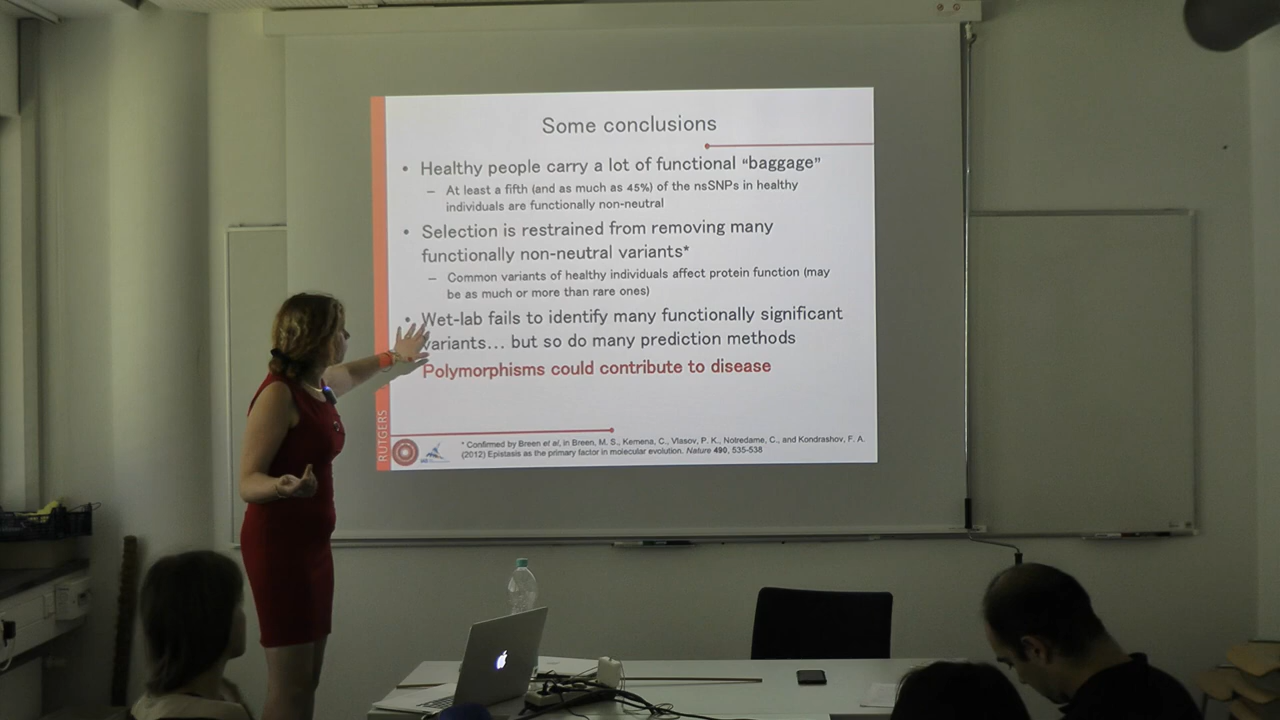 Some conclusions
• Healthy people carry a lot of functional “baggage”
– At least a fifth (and as much as 45%) of the nsSNPs in healthy
individuals are functionally non-neutral
• Selection is restrained from removing many
functionally non-neutral variants*
– Common variants of healthy individuals affect protein function (may
be as much or more than rare ones)
• Wet-lab fails to identify many functionally significant
variants... but so do many prediction methods
Polymorphisms could contribute to disease
RUTGERS
* Confirmed by Breen et al, in Breen, M. S., Kemena, C., Vlasov, P. K., Notredame, C., and Kondrashov, F. A.
(2012) Epistasis as the primary factor in molecular evolution. Nature 490, 535-538